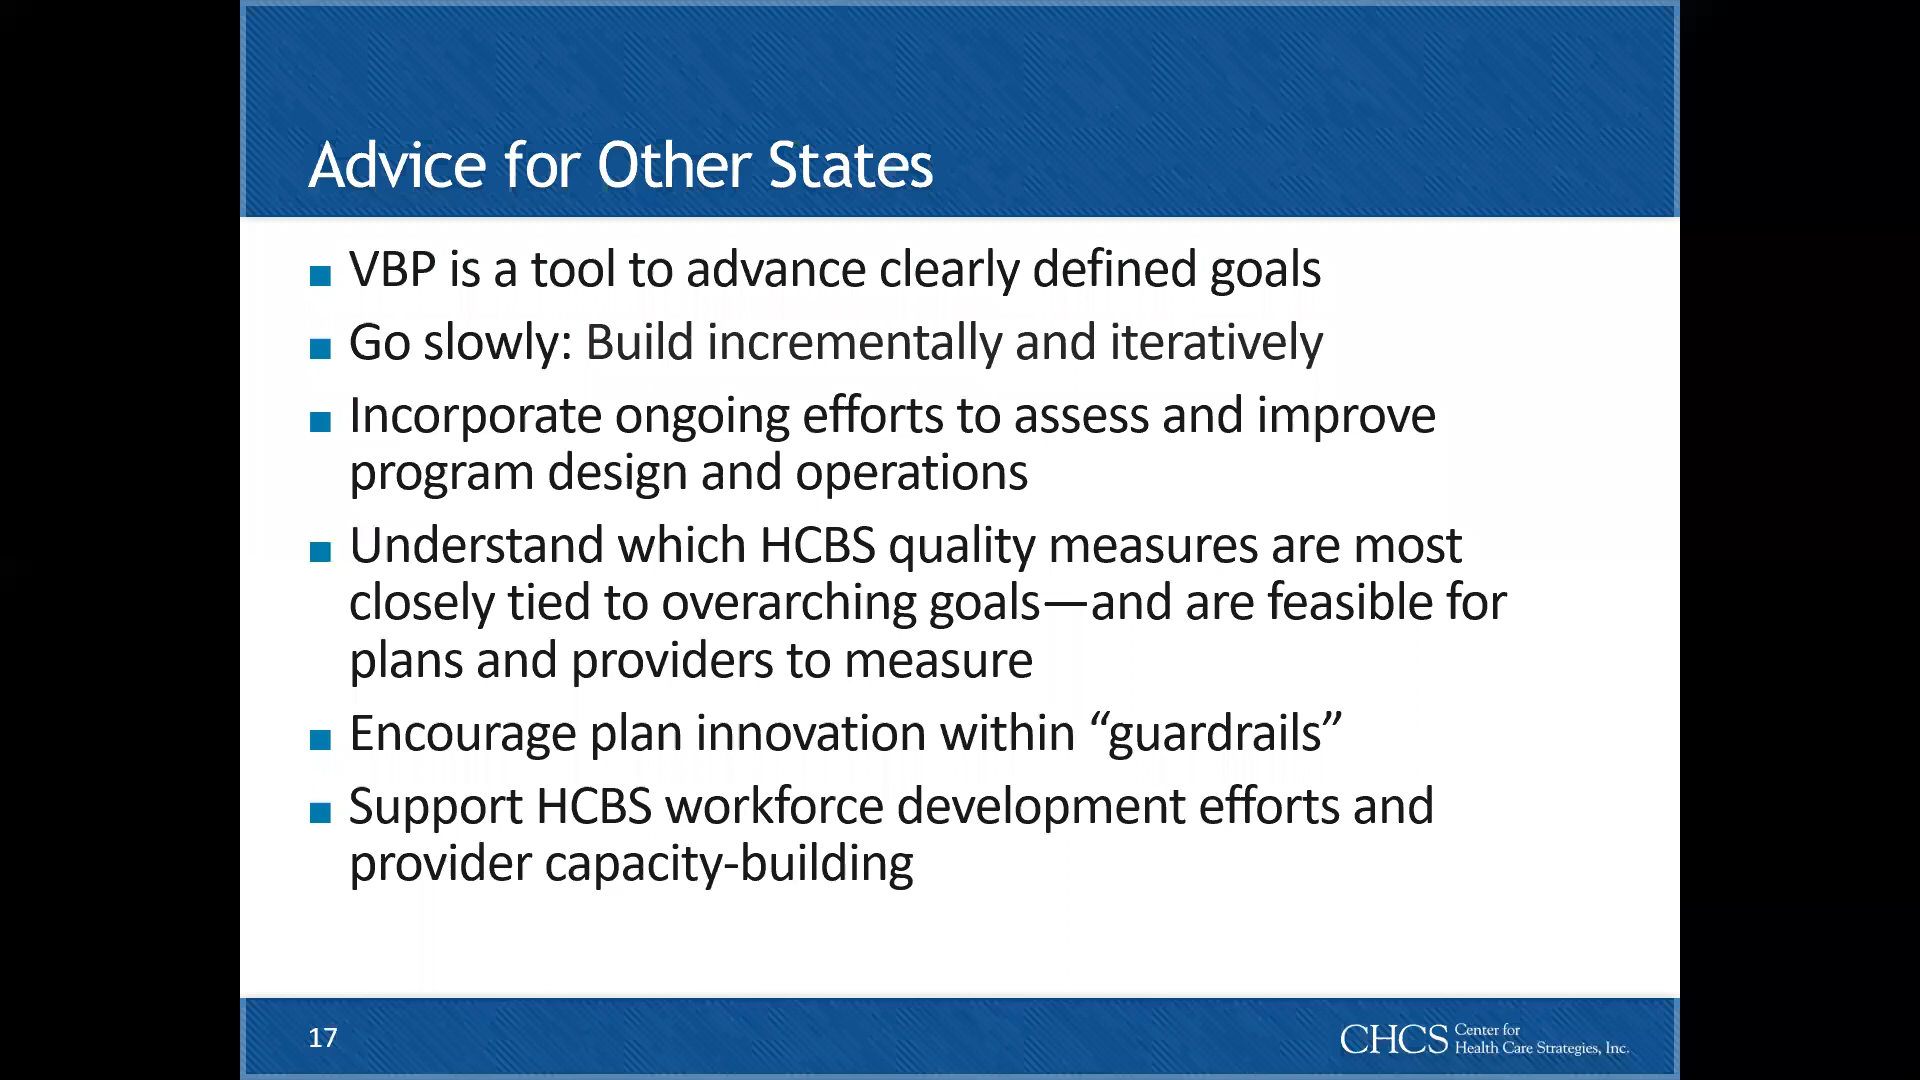 Advice for Other States
■ VBP is a tool to advance clearly defined goals
■ Go slowly: Build incrementally and iteratively
■ Incorporate ongoing efforts to assess and improve
program design and operations
■ Understand which HCBS quality measures are most
closely tied to overarching goals—and are feasible for
plans and providers to measure
■ Encourage plan innovation within “guardrails”
■ Support HCBS workforce development efforts and
provider capacity-building
17
CHCS Center for
Health Care Strategies, Inc.